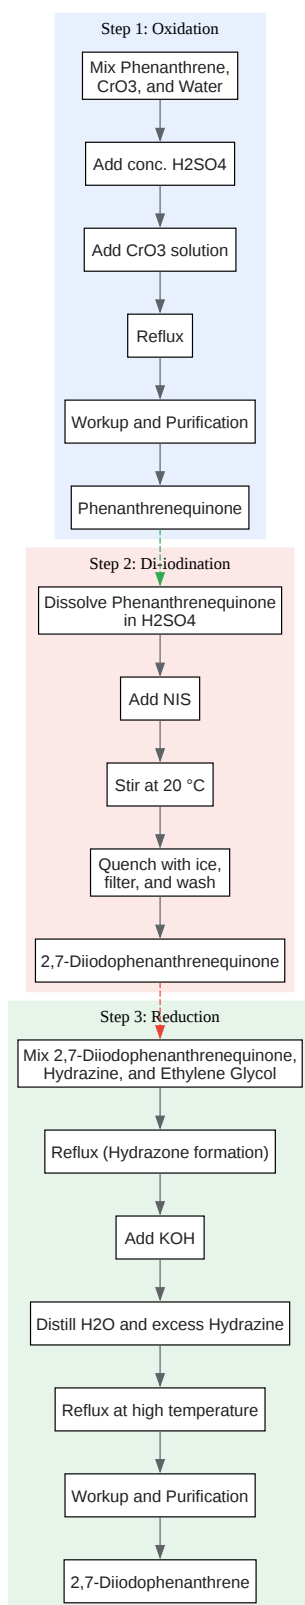 Step 1: Oxidation
Mix Phenanthrene,
CrO3, and Water
Add conc. H2SO4
Add CrO3 solution
Reflux
Workup and Purification
Phenanthrenequinone
Step 2: Di-iodination
Dissolve Phenanthrenequinone
in H2SO4
Add NIS
Stir at 20 °C
Quench with ice,
filter, and wash
2,7-Diiodophenanthrenequinone
Step 3: Reduction
Mix 2,7-Diiodophenanthrenequinone,
Hydrazine, and Ethylene Glycol
Reflux (Hydrazone formation)
Add KOH
Distill H2O and excess Hydrazine
Reflux at high temperature
Workup and Purification
2,7-Diiodophenanthrene